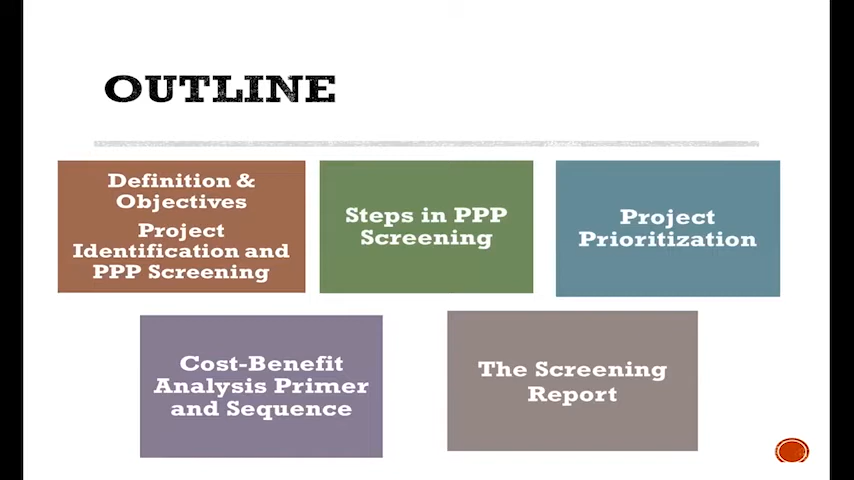 OUTLINE
Definition &
Objectives
Project
Identification and
PPP Screening
Steps in PPP
Screening
Project
Prioritization
Cost-Benefit
Analysis Primer
and Sequence
The Screening
Report